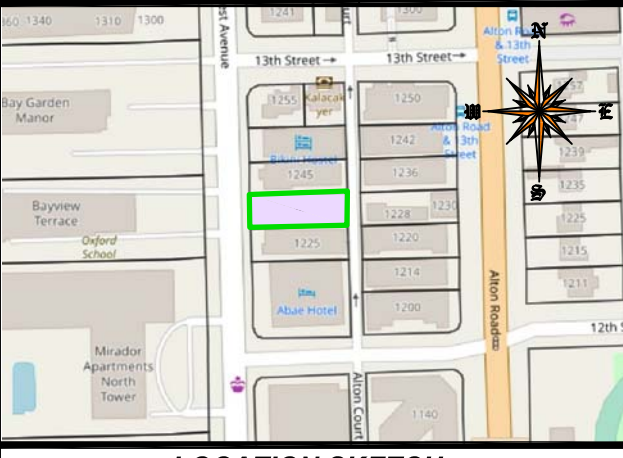 1340
1310
1300
1241
1300
Alton Road
& 13th
Street
N
13th Street
13th Street
Bay Garden
Manor
1255
Kalacak
yer
1250
W
E
1247
Alton Road
& 13th
Street
Bikini Hostel
1242
1239
1245
1236
S
1235
Bayview
Terrace
1228
1230
1225
Oxford
School
1225
1220
1215
1214
1211
Abae Hotel
1200
Alton Road
12th S
Mirador
Apartments
North
Tower
Alton Court
1140
st Avenue
LOCATION SKETCH